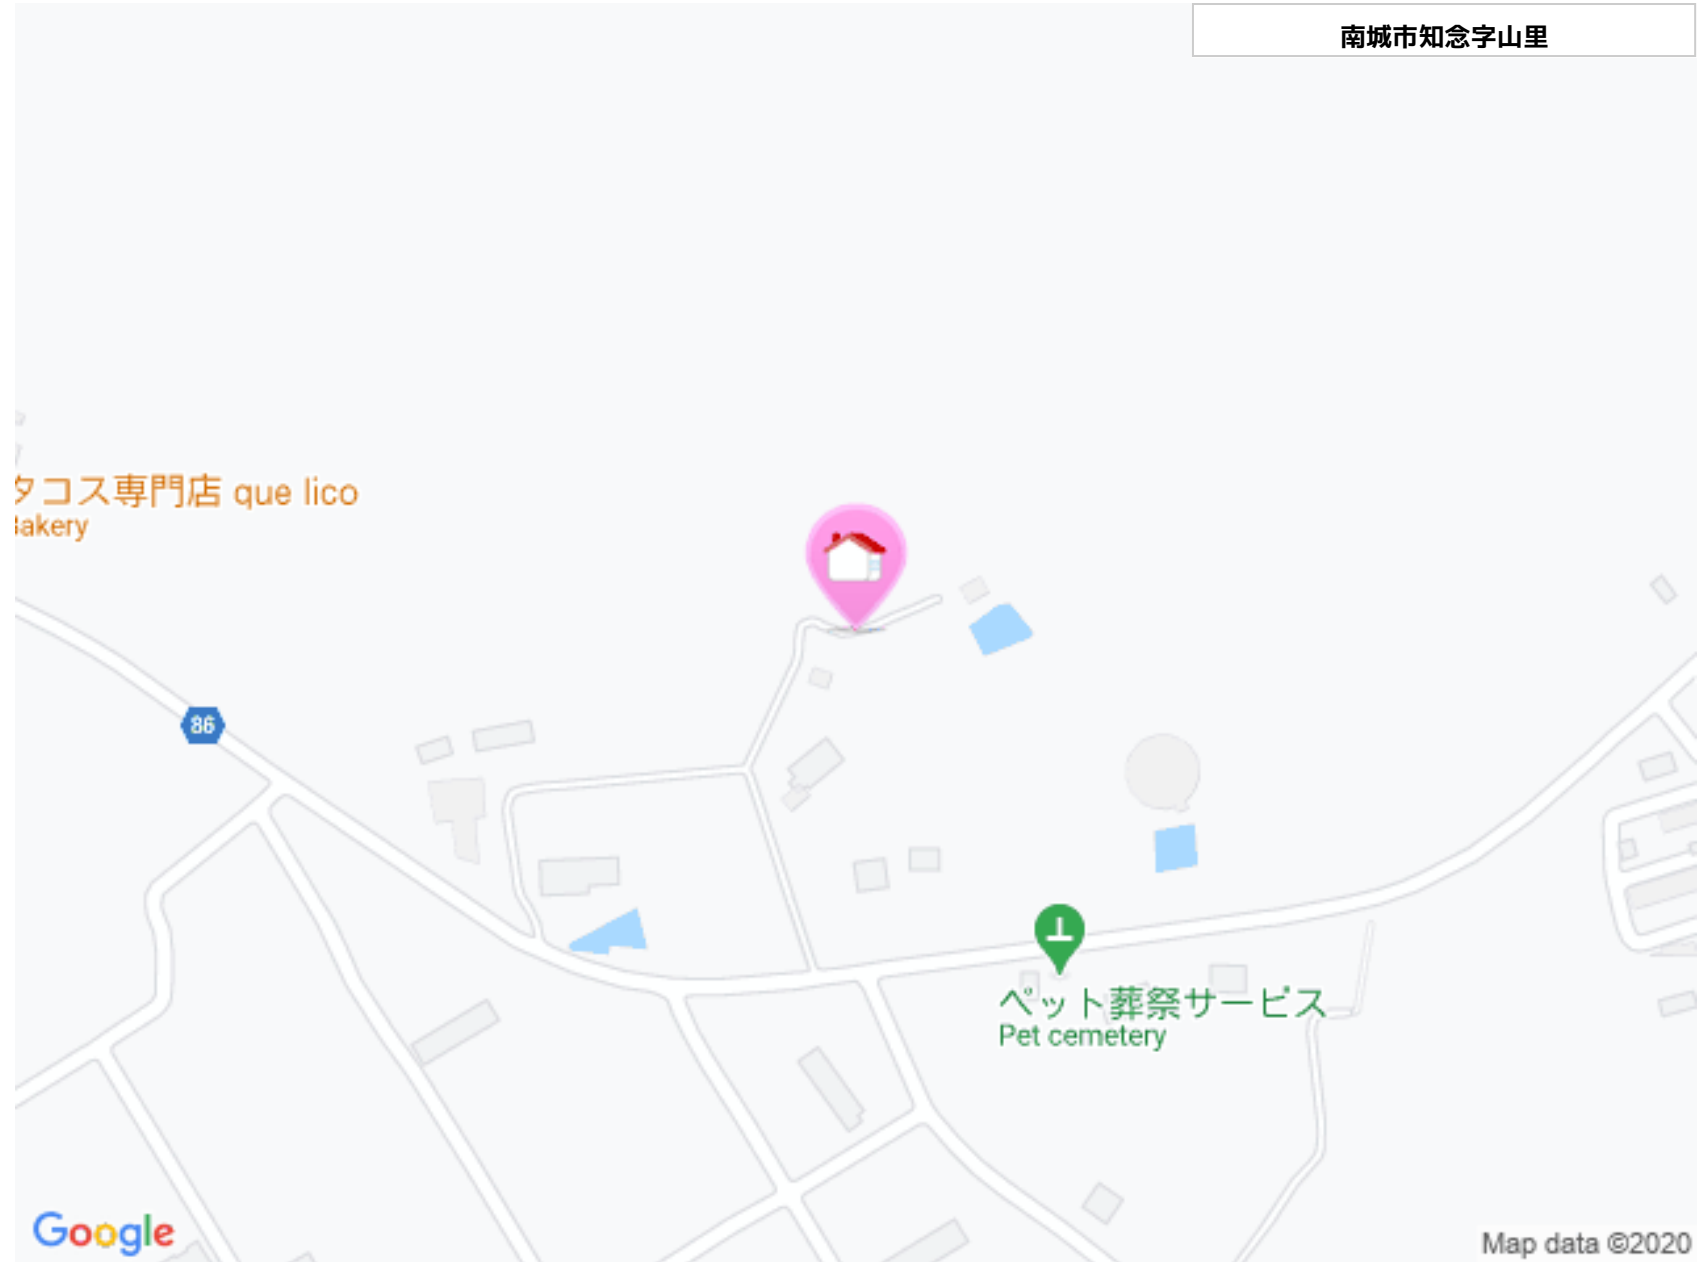 南城市知念字山里
タコス専門店 que lico
Bakery
86
ペット葬祭サービス
Pet cemetery
Google
Map data ©2020